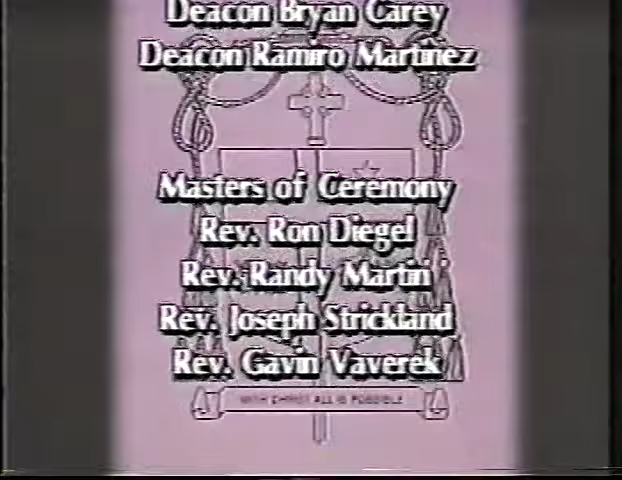 Deacon Bryan Carey
Deacon Ramiro Martinez
Masters of Ceremony
Rev. Ron Diegel
Rev. Randy Martin
Rev. Joseph Strickland
Rev. Gavin Vaverek
WITH CHRIST ALL IS POSSIBLE